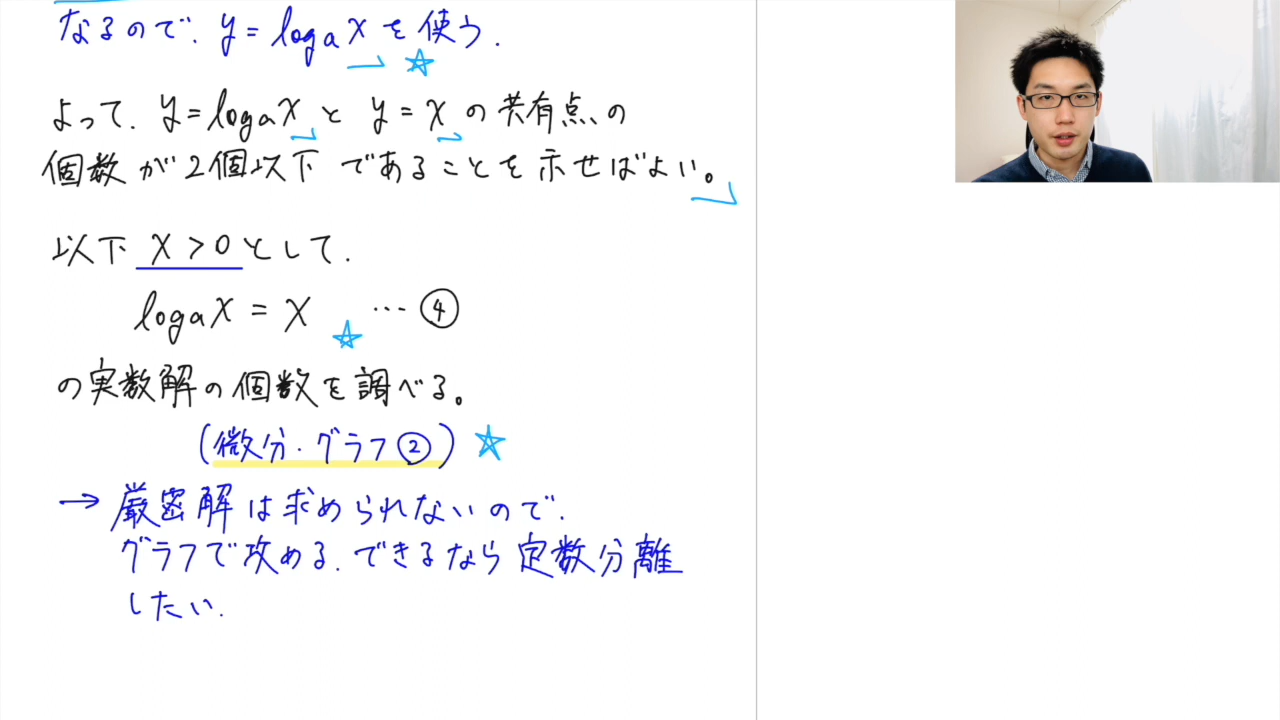 なるので. y = logₐx を使う.
よって. y = logₐx と y = x の共有点の
個数が2個以下であることを示せばよい。
以下 x > 0 として.
logₐx = x … ④
の実数解の個数を調べる。
(微分・グラフ②)
→ 厳密解は求められないので.
グラフで攻める. できるなら定数分離
したい.